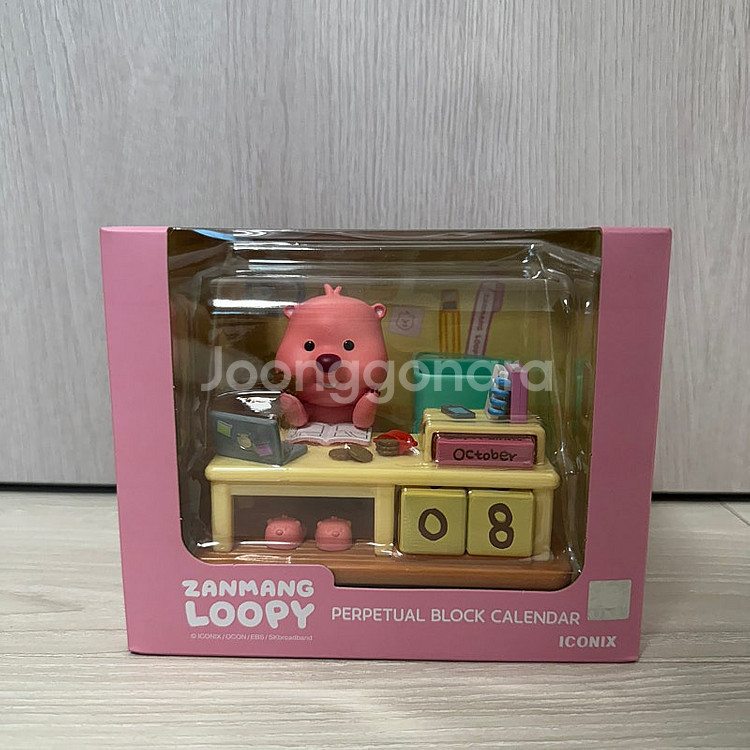 Joonggonara
October
0 8
ZANMANG
LOOPY
PERPETUAL BLOCK CALENDAR
© ICONIX / OCON / EBS / SKbroadband
ICONIX